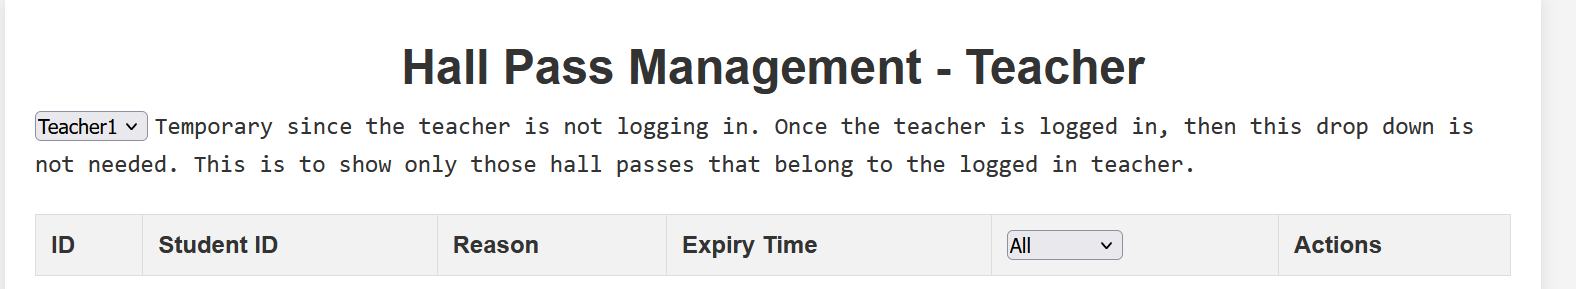 Hall Pass Management - Teacher
Teacher1 Temporary since the teacher is not logging in. Once the teacher is logged in, then this drop down is
not needed. This is to show only those hall passes that belong to the logged in teacher.
ID Student ID Reason Expiry Time All Actions